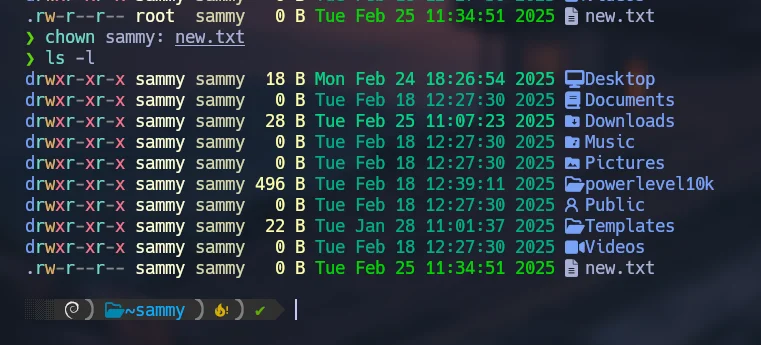 .rw-r--r-- root  sammy   0 B Tue Feb 25 11:34:51 2025 new.txt
❯ chown sammy: new.txt
❯ ls -l
drwxr-xr-x sammy sammy  18 B Mon Feb 24 18:26:54 2025 Desktop
drwxr-xr-x sammy sammy   0 B Tue Feb 18 12:27:30 2025 Documents
drwxr-xr-x sammy sammy  28 B Tue Feb 25 11:07:23 2025 Downloads
drwxr-xr-x sammy sammy   0 B Tue Feb 18 12:27:30 2025 Music
drwxr-xr-x sammy sammy   0 B Tue Feb 18 12:27:30 2025 Pictures
drwxr-xr-x sammy sammy 496 B Tue Feb 18 12:39:11 2025 powerlevel10k
drwxr-xr-x sammy sammy   0 B Tue Feb 18 12:27:30 2025 Public
drwxr-xr-x sammy sammy  22 B Tue Jan 28 11:01:37 2025 Templates
drwxr-xr-x sammy sammy   0 B Tue Feb 18 12:27:30 2025 Videos
.rw-r--r-- sammy sammy   0 B Tue Feb 25 11:34:51 2025 new.txt
~sammy ✔